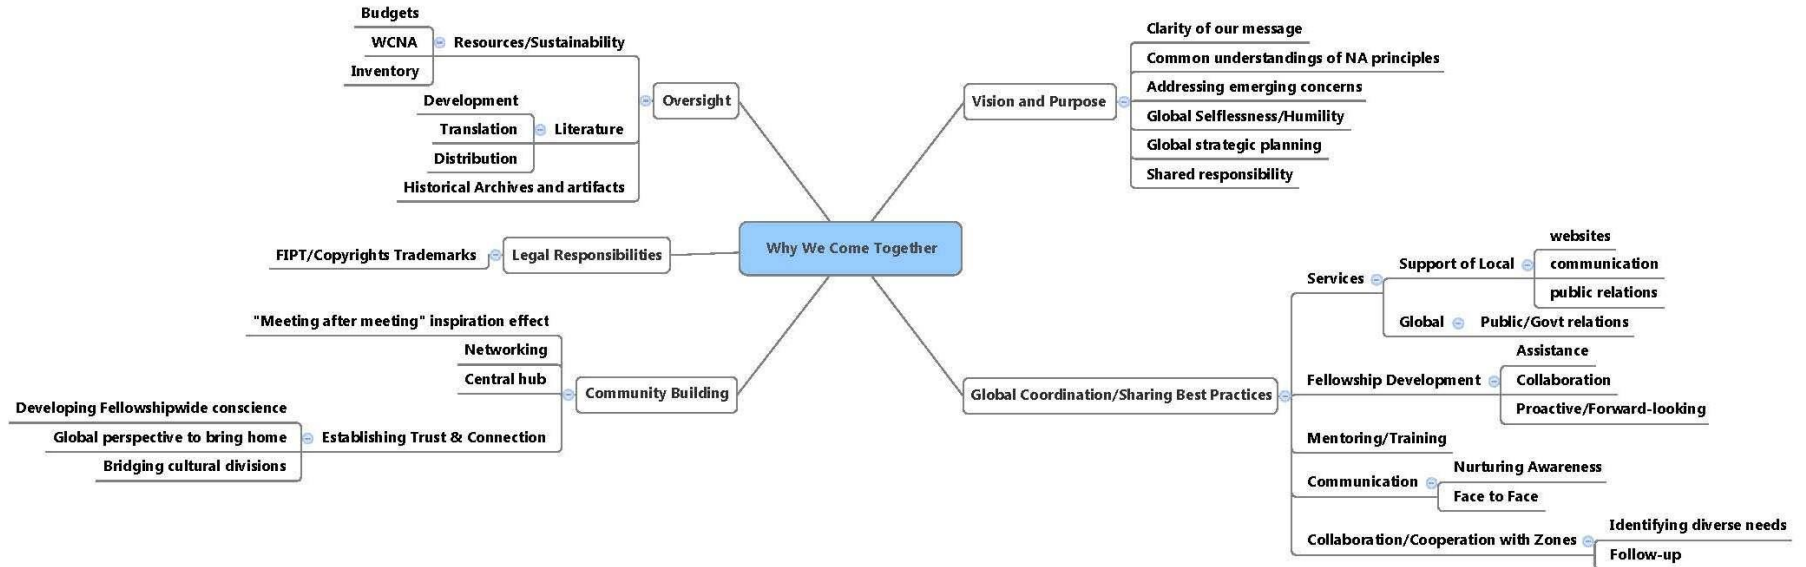 Why We Come Together
Oversight
Resources/Sustainability
Budgets
WCNA
Inventory
Literature
Development
Translation
Distribution
Historical Archives and artifacts
Legal Responsibilities
FIPT/Copyrights Trademarks
Community Building
"Meeting after meeting" inspiration effect
Networking
Central hub
Establishing Trust & Connection
Developing Fellowshipwide conscience
Global perspective to bring home
Bridging cultural divisions
Vision and Purpose
Clarity of our message
Common understandings of NA principles
Addressing emerging concerns
Global Selflessness/Humility
Global strategic planning
Shared responsibility
Global Coordination/Sharing Best Practices
Services
Support of Local
websites
communication
public relations
Global
Public/Govt relations
Fellowship Development
Assistance
Collaboration
Proactive/Forward-looking
Mentoring/Training
Communication
Nurturing Awareness
Face to Face
Collaboration/Cooperation with Zones
Identifying diverse needs
Follow-up